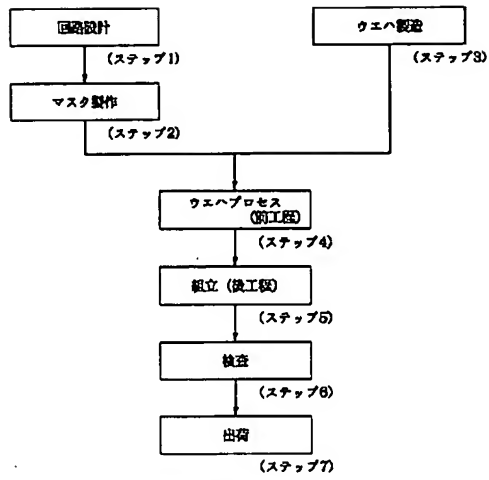 回路設計
(ステップ1)
ウエハ製造
(ステップ3)
マスク製作
(ステップ2)
ウエハプロセス
(前工程)
(ステップ4)
組立(後工程)
(ステップ5)
検査
(ステップ6)
出荷
(ステップ7)